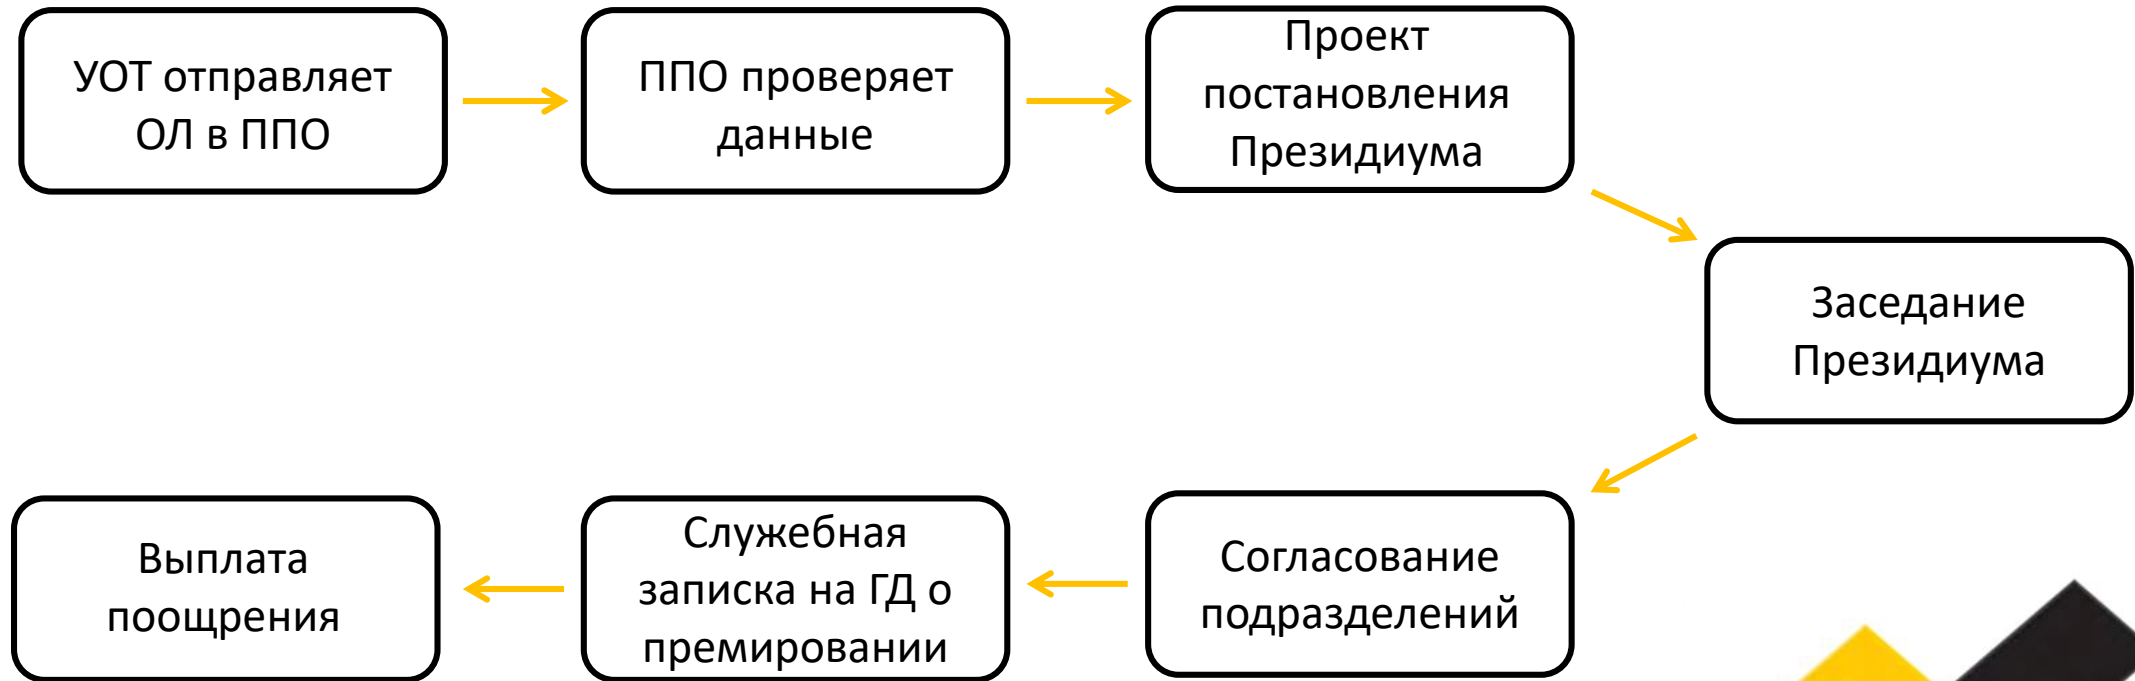 УОТ отправляет
ОЛ в ППО
ППО проверяет
данные
Проект
постановления
Президиума
Заседание
Президиума
Согласование
подразделений
Служебная
записка на ГД о
премировании
Выплата
поощрения